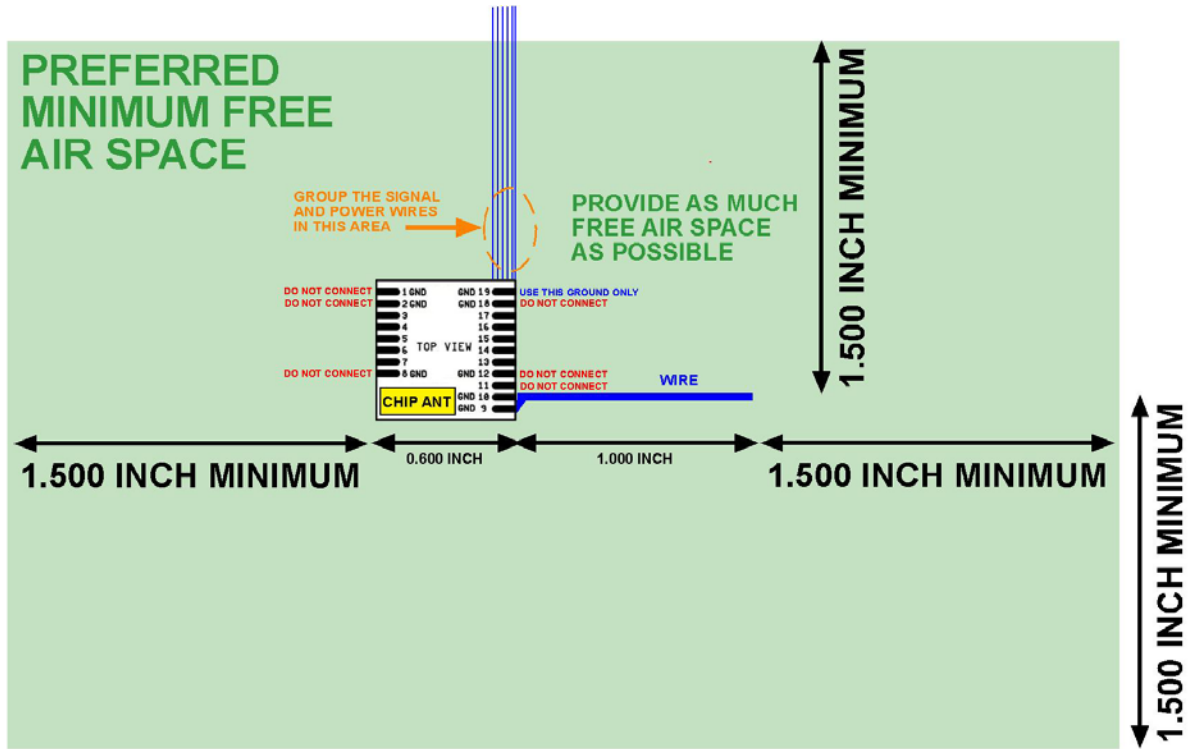 PREFERRED
MINIMUM FREE
AIR SPACE
1.500 INCH MINIMUM
GROUP THE SIGNAL
AND POWER WIRES
IN THIS AREA
PROVIDE AS MUCH
FREE AIR SPACE
AS POSSIBLE
DO NOT CONNECT 1 GND GND 19 USE THIS GROUND ONLY
DO NOT CONNECT 2 GND GND 18 DO NOT CONNECT
3 17
4 16
5 15
6 TOP VIEW 14
7 13
DO NOT CONNECT 8 GND GND 12 DO NOT CONNECT
11 DO NOT CONNECT
WIRE
CHIP ANT GND 10
GND 9
0.600 INCH
1.000 INCH
1.500 INCH MINIMUM
1.500 INCH MINIMUM
1.500 INCH MINIMUM